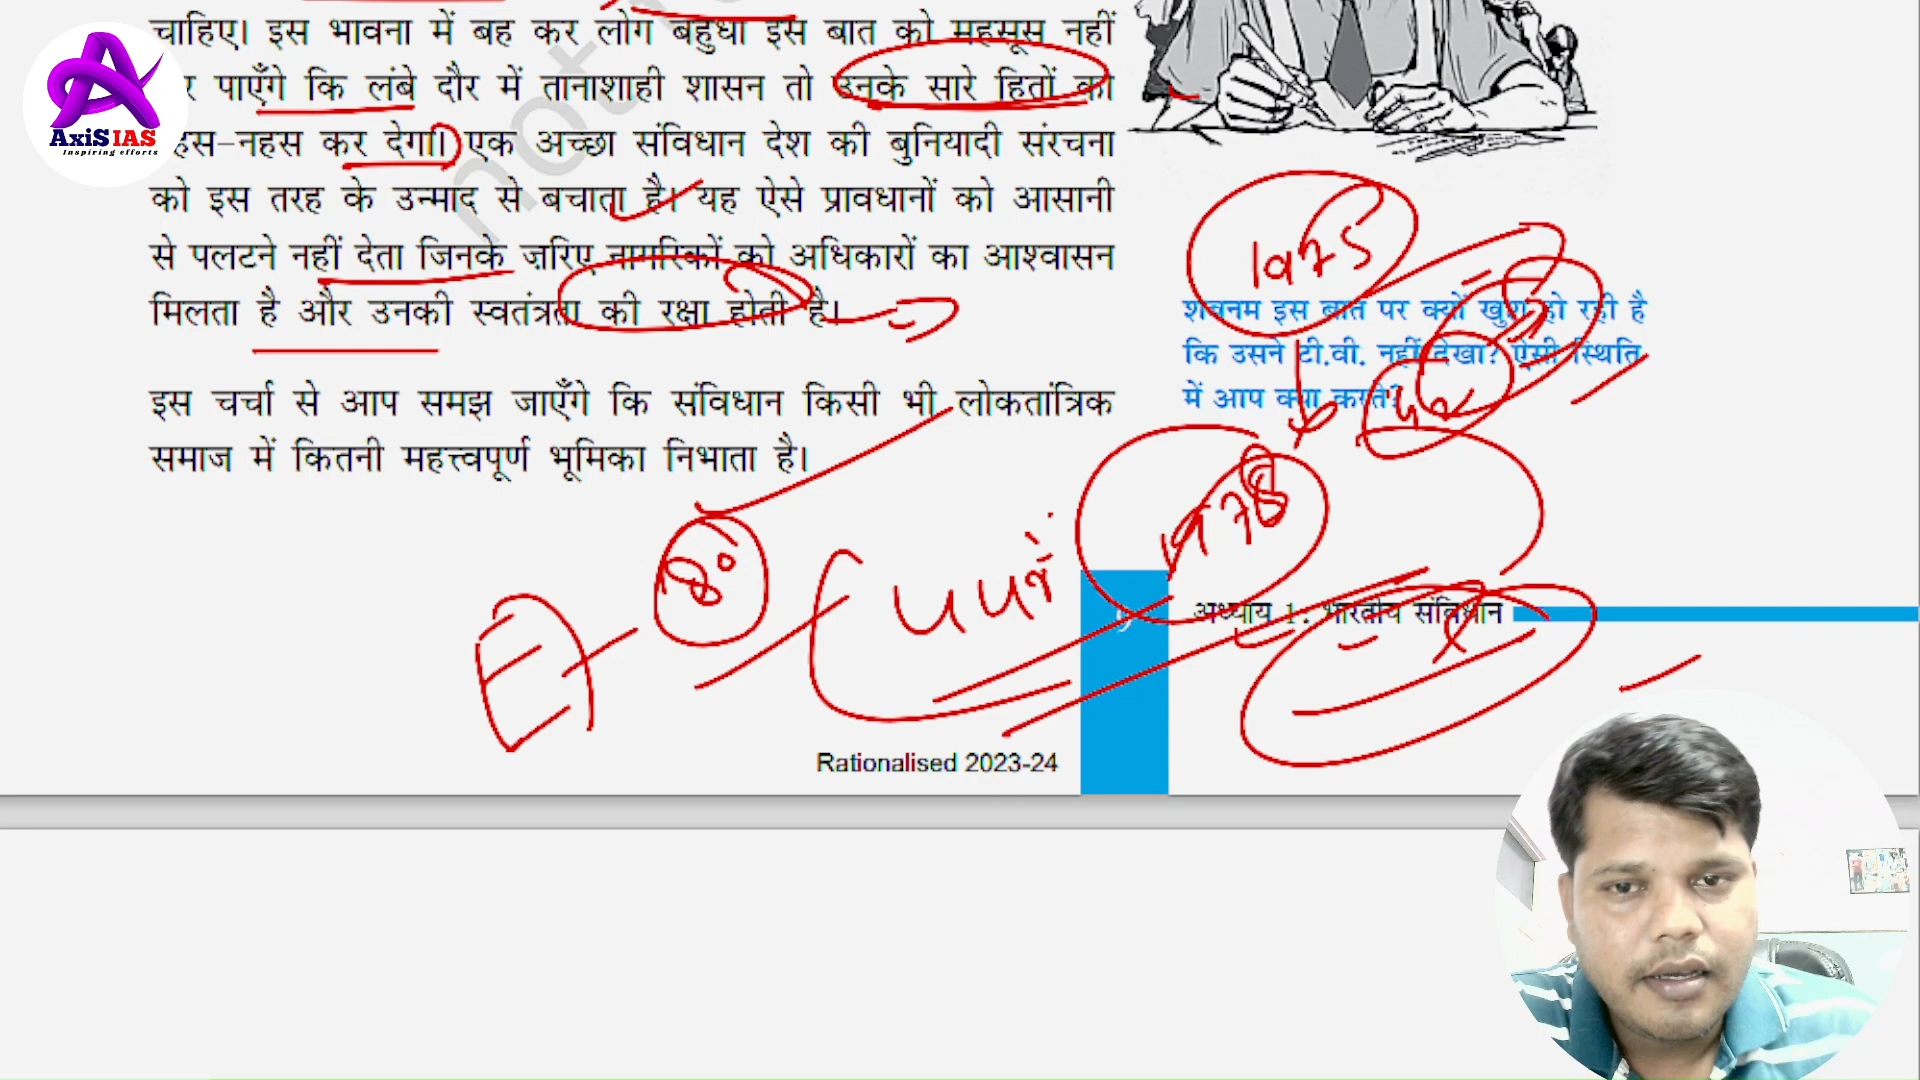 चाहिए। इस भावना में बह कर लोग बहुधा इस बात को महसूस नहीं
पाएँगे कि लंबे दौर में तानाशाही शासन तो उनके सारे हितों को
AxiS IAS
Inspiring efforts
हस-नहस कर देगा। एक अच्छा संविधान देश की बुनियादी संरचना
को इस तरह के उन्माद से बचाता है। यह ऐसे प्रावधानों को आसानी
से पलटने नहीं देता जिनके ज़रिए नागरिकों को अधिकारों का आश्वासन
मिलता है और उनकी स्वतंत्रता की रक्षा होती है।
इस चर्चा से आप समझ जाएँगे कि संविधान किसी भी लोकतांत्रिक
समाज में कितनी महत्त्वपूर्ण भूमिका निभाता है।
not
1975
शबनम इस बात पर क्यों खुश हो रही है
कि उसने टी.वी. नहीं देखा? ऐसी स्थिति
में आप क्या करते?
1978
44वें
9
अध्याय 1: भारतीय संविधान
Rationalised 2023-24